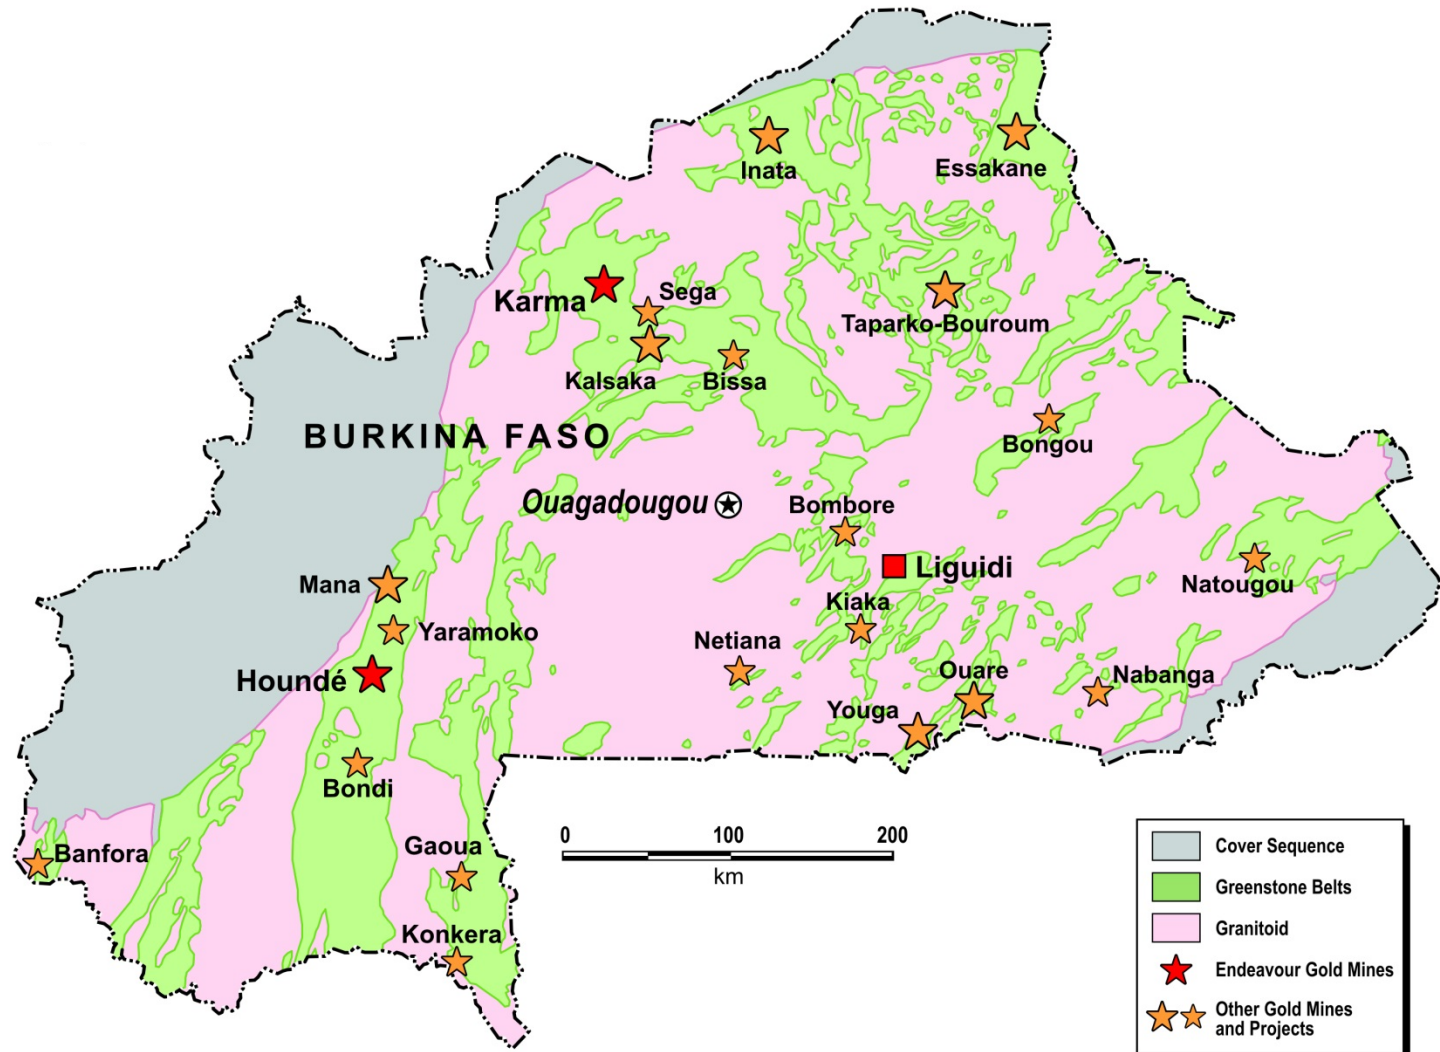 Inata
Essakane
Karma
Sega
Taparko-Bouroum
Kalsaka
Bissa
BURKINA FASO
Bongou
Ouagadougou
Bombore
Liguidi
Natougou
Mana
Kiaka
Yaramoko
Netiana
Houndé
Ouare
Nabanga
Youga
Bondi
Banfora
Gaoua
Konkera
0 100 200
km
Cover Sequence
Greenstone Belts
Granitoid
Endeavour Gold Mines
Other Gold Mines
and Projects